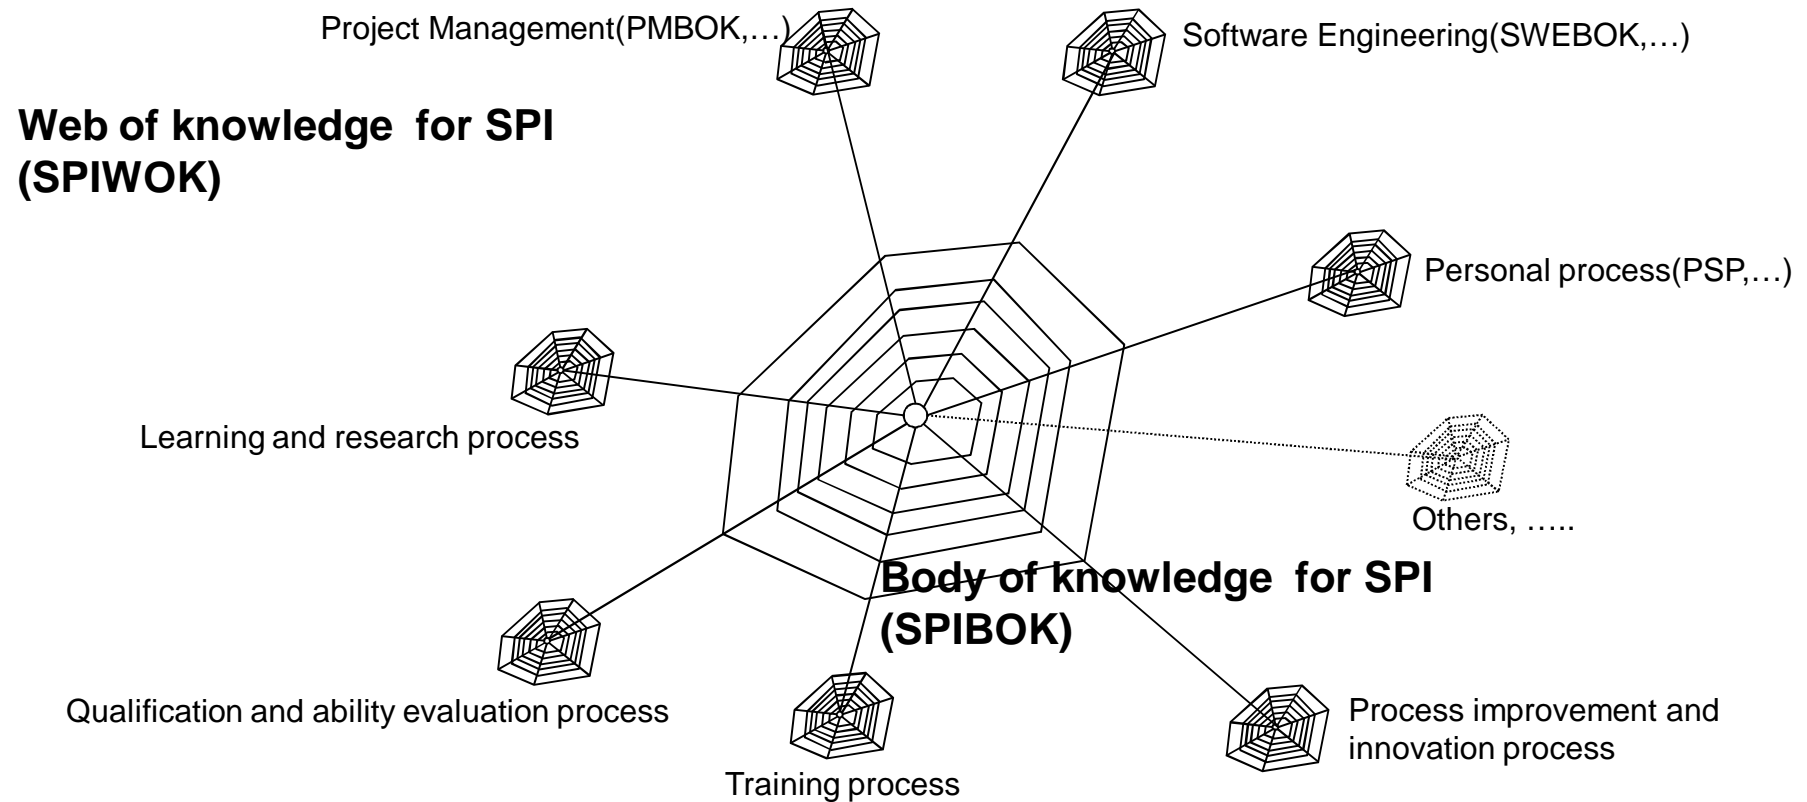 Project Management(PMBOK,…)
Software Engineering(SWEBOK,…)
Web of knowledge for SPI
(SPIWOK)
Personal process(PSP,…)
Learning and research process
Others, …..
Body of knowledge for SPI
(SPIBOK)
Qualification and ability evaluation process
Process improvement and
innovation process
Training process